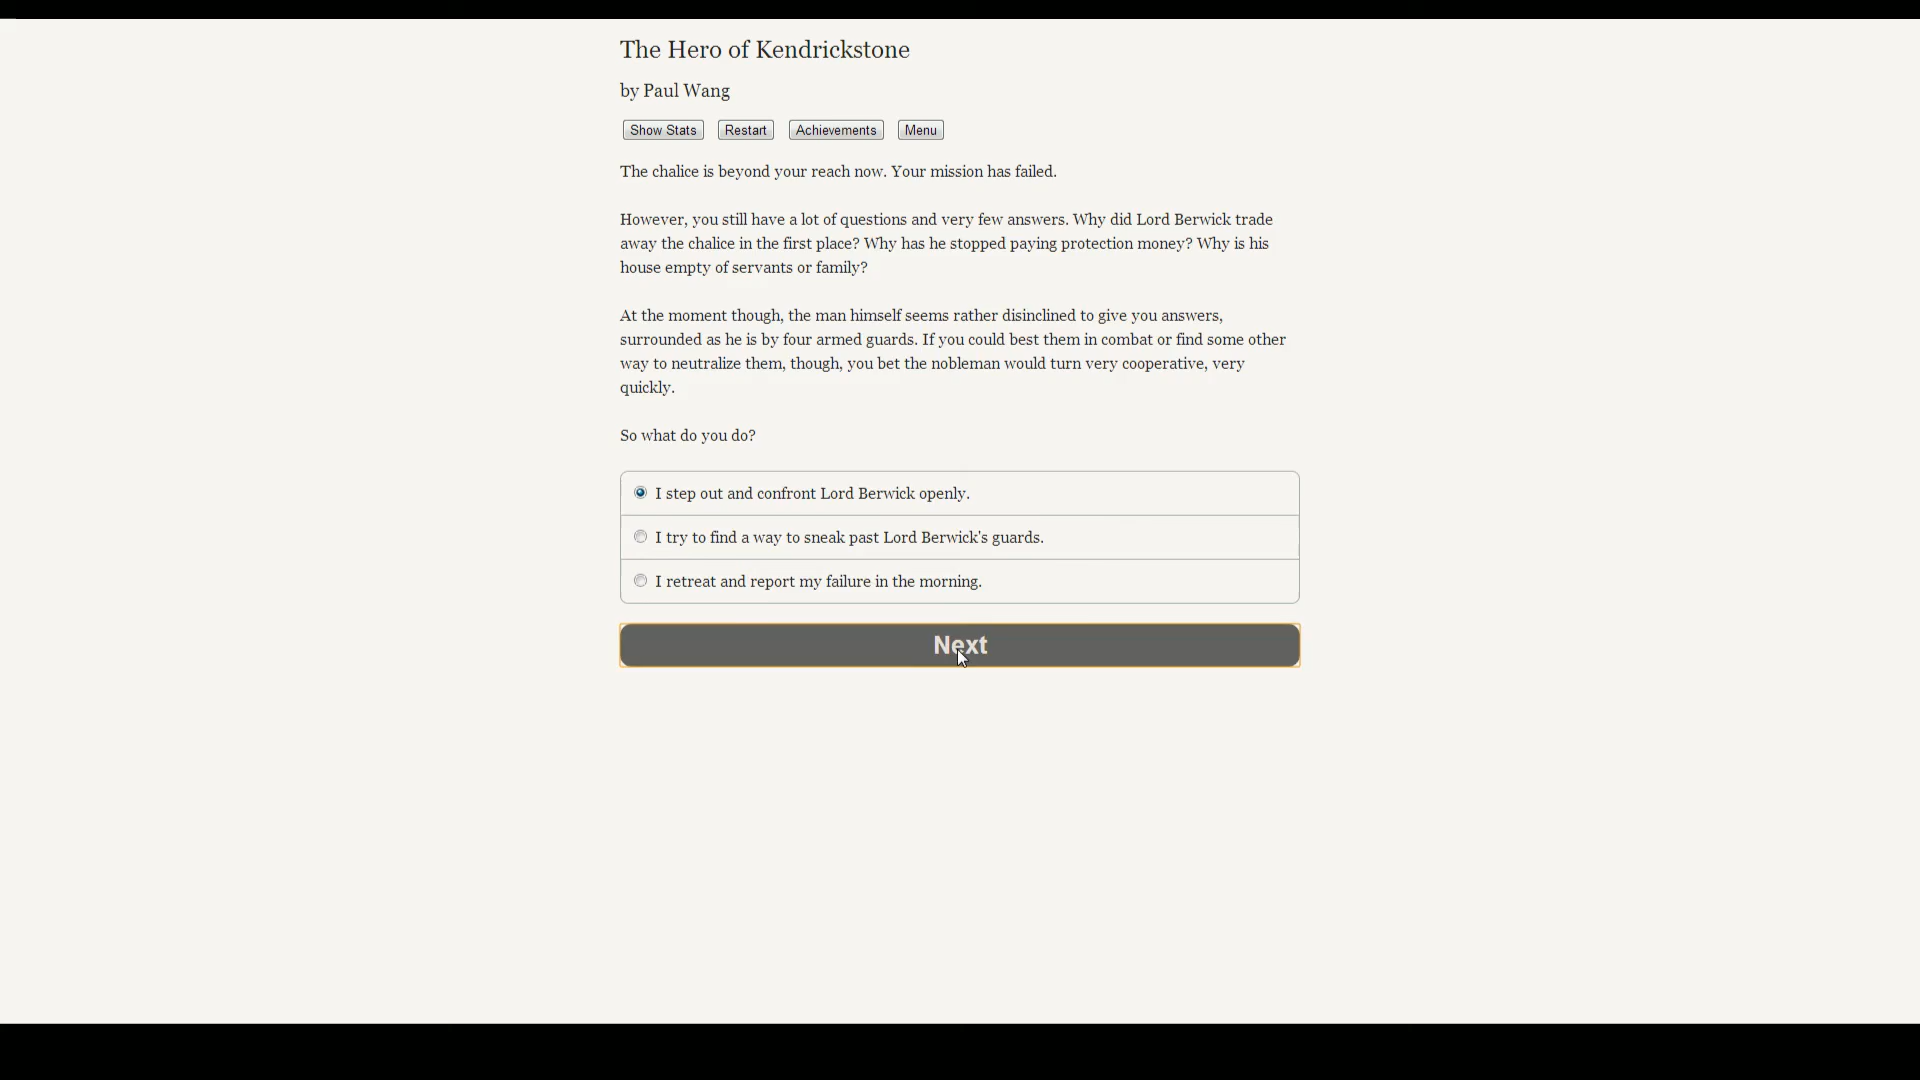 The Hero of Kendrickstone
by Paul Wang
Show Stats Restart Achievements Menu
The chalice is beyond your reach now. Your mission has failed.
However, you still have a lot of questions and very few answers. Why did Lord Berwick trade
away the chalice in the first place? Why has he stopped paying protection money? Why is his
house empty of servants or family?
At the moment though, the man himself seems rather disinclined to give you answers,
surrounded as he is by four armed guards. If you could best them in combat or find some other
way to neutralize them, though, you bet the nobleman would turn very cooperative, very
quickly.
So what do you do?
I step out and confront Lord Berwick openly.
I try to find a way to sneak past Lord Berwick's guards.
I retreat and report my failure in the morning.
Next